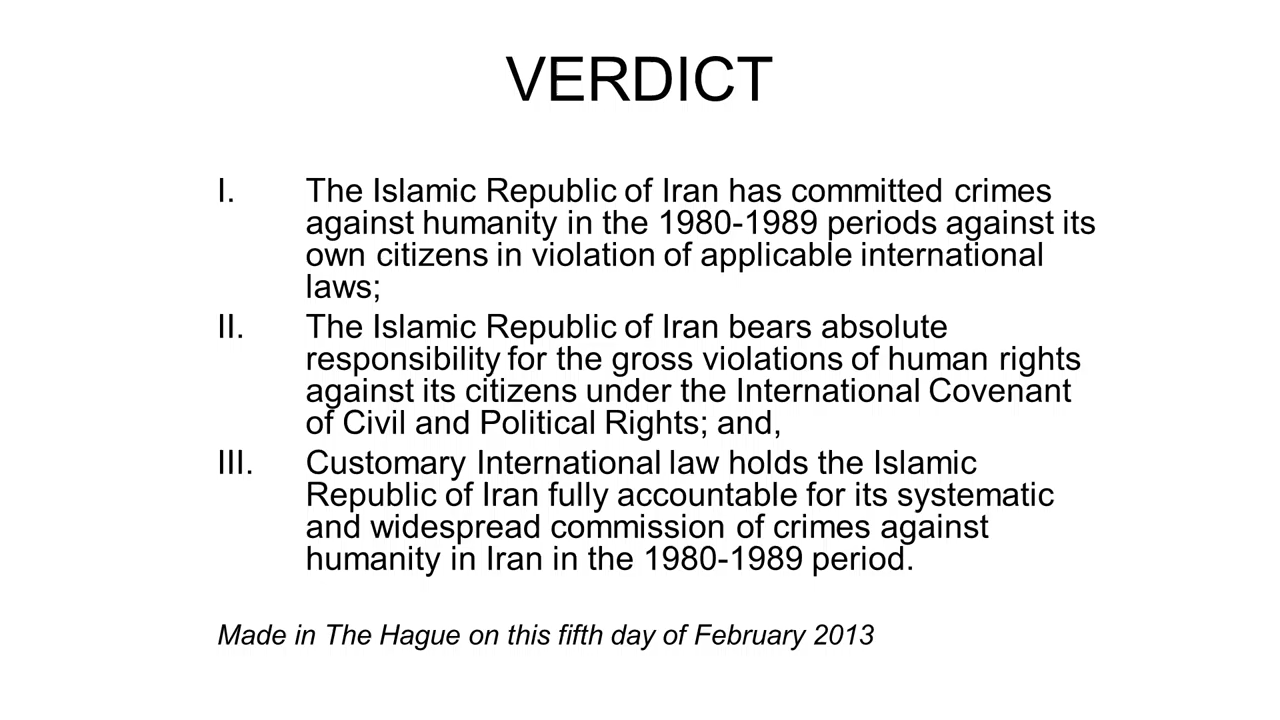 VERDICT
I. The Islamic Republic of Iran has committed crimes
against humanity in the 1980-1989 periods against its
own citizens in violation of applicable international
laws;
II. The Islamic Republic of Iran bears absolute
responsibility for the gross violations of human rights
against its citizens under the International Covenant
of Civil and Political Rights; and,
III. Customary International law holds the Islamic
Republic of Iran fully accountable for its systematic
and widespread commission of crimes against
humanity in Iran in the 1980-1989 period.
Made in The Hague on this fifth day of February 2013